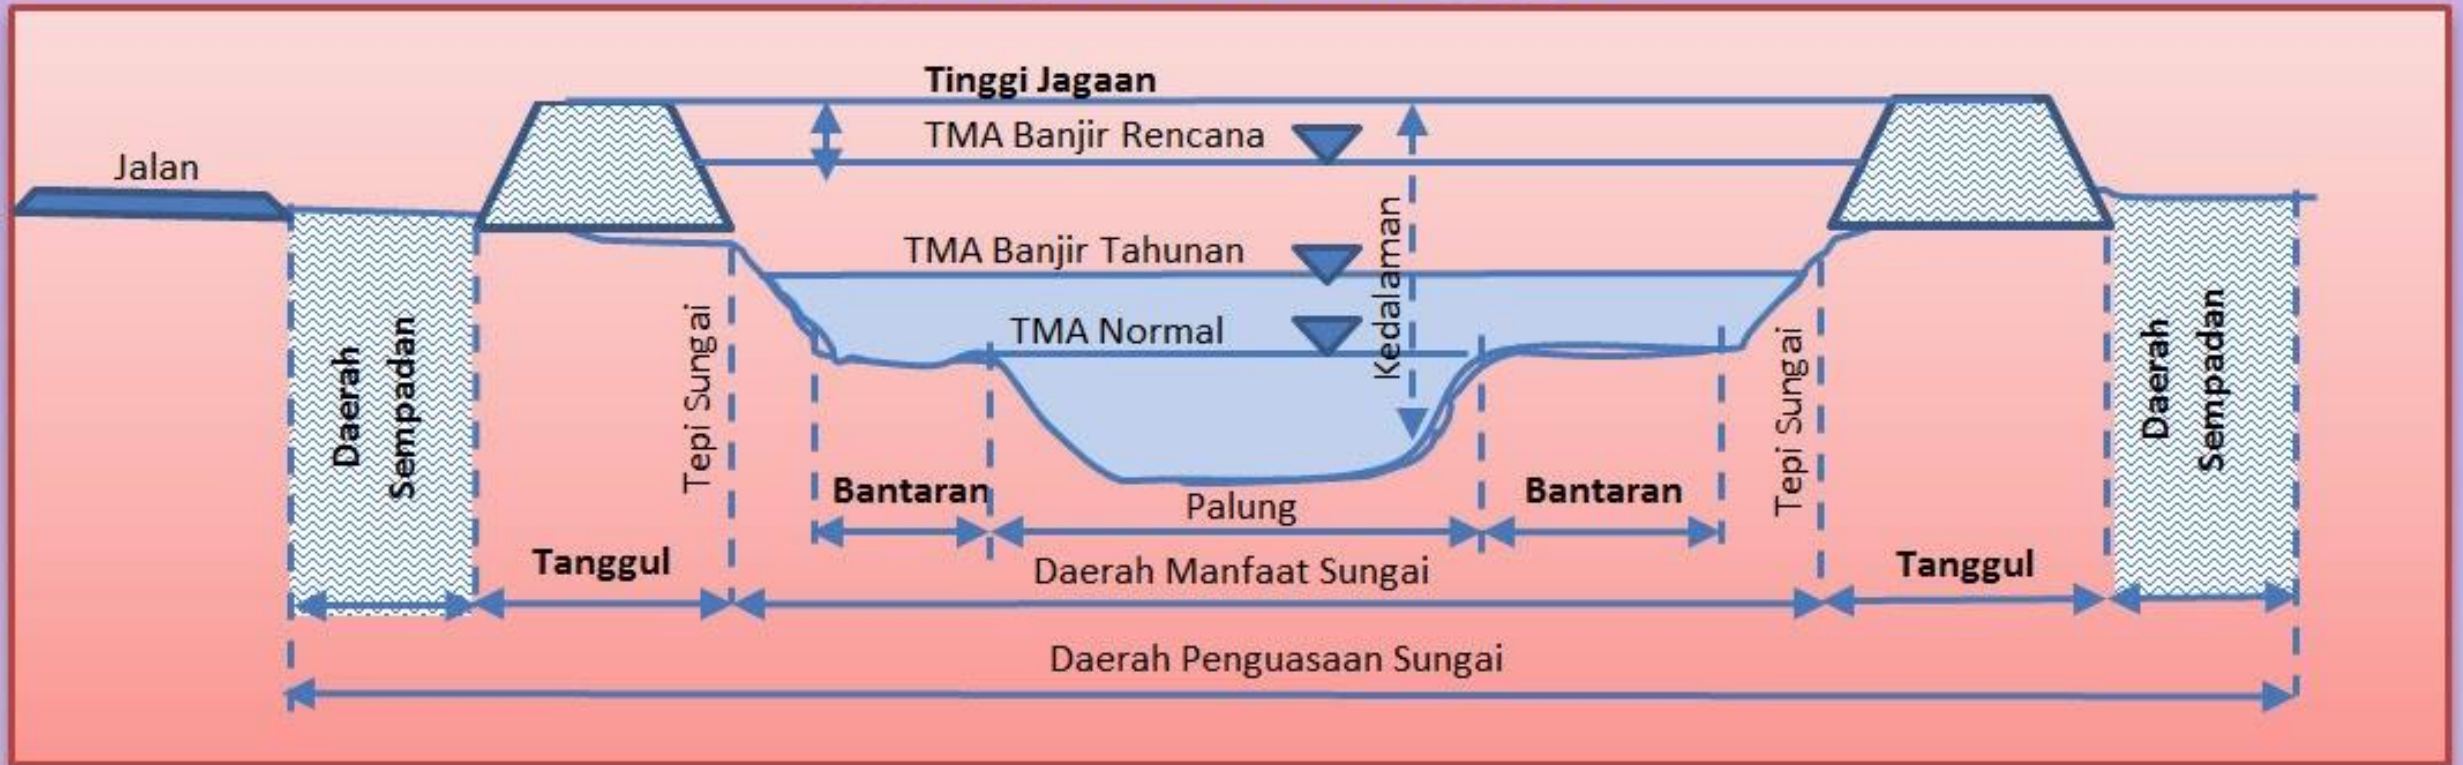 Tinggi Jagaan
TMA Banjir Rencana
Jalan
TMA Banjir Tahunan
TMA Normal
Kedalaman
Daerah
Sempadan
Tepi Sungai
Bantaran
Palung
Bantaran
Tepi Sungai
Daerah
Sempadan
Tanggul
Daerah Manfaat Sungai
Tanggul
Daerah Penguasaan Sungai